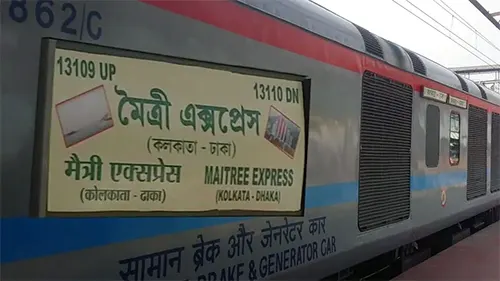 862/C
13109 UP
13110 DN
মৈত্রী এক্সপ্রেস
(কলকাতা - ঢাকা)
मैत्री एक्सप्रेस
(कोलकाता - ढाका)
MAITREE EXPRESS
(KOLKATA - DHAKA)
सामान ब्रेक और जेनरेटर कार
BRAKE & GENERATOR CAR